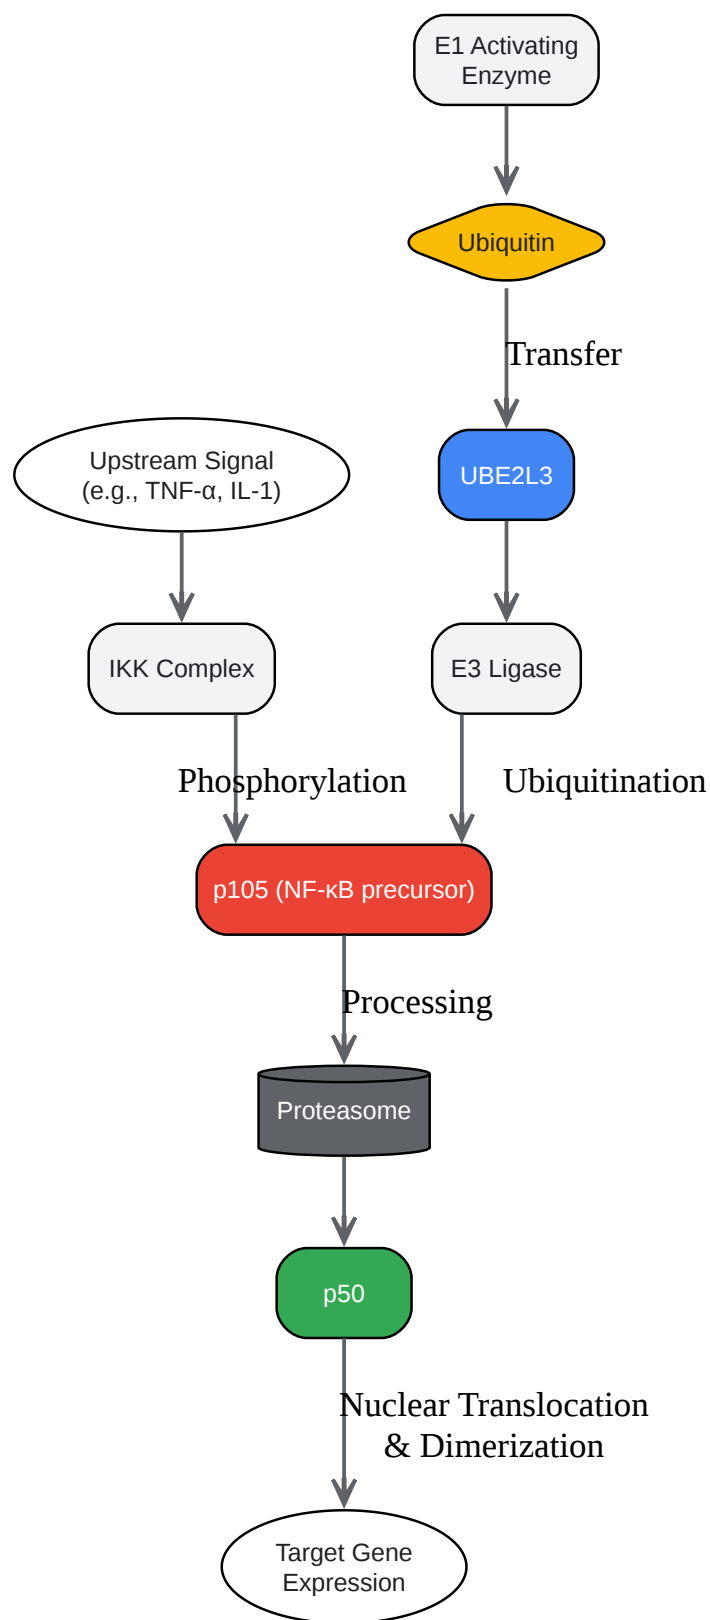 E1 Activating
Enzyme
Ubiquitin
Transfer
Upstream Signal
(e.g., TNF-α, IL-1)
UBE2L3
IKK Complex
E3 Ligase
Phosphorylation
Ubiquitination
p105 (NF-κB precursor)
Processing
Proteasome
p50
Nuclear Translocation
& Dimerization
Target Gene
Expression